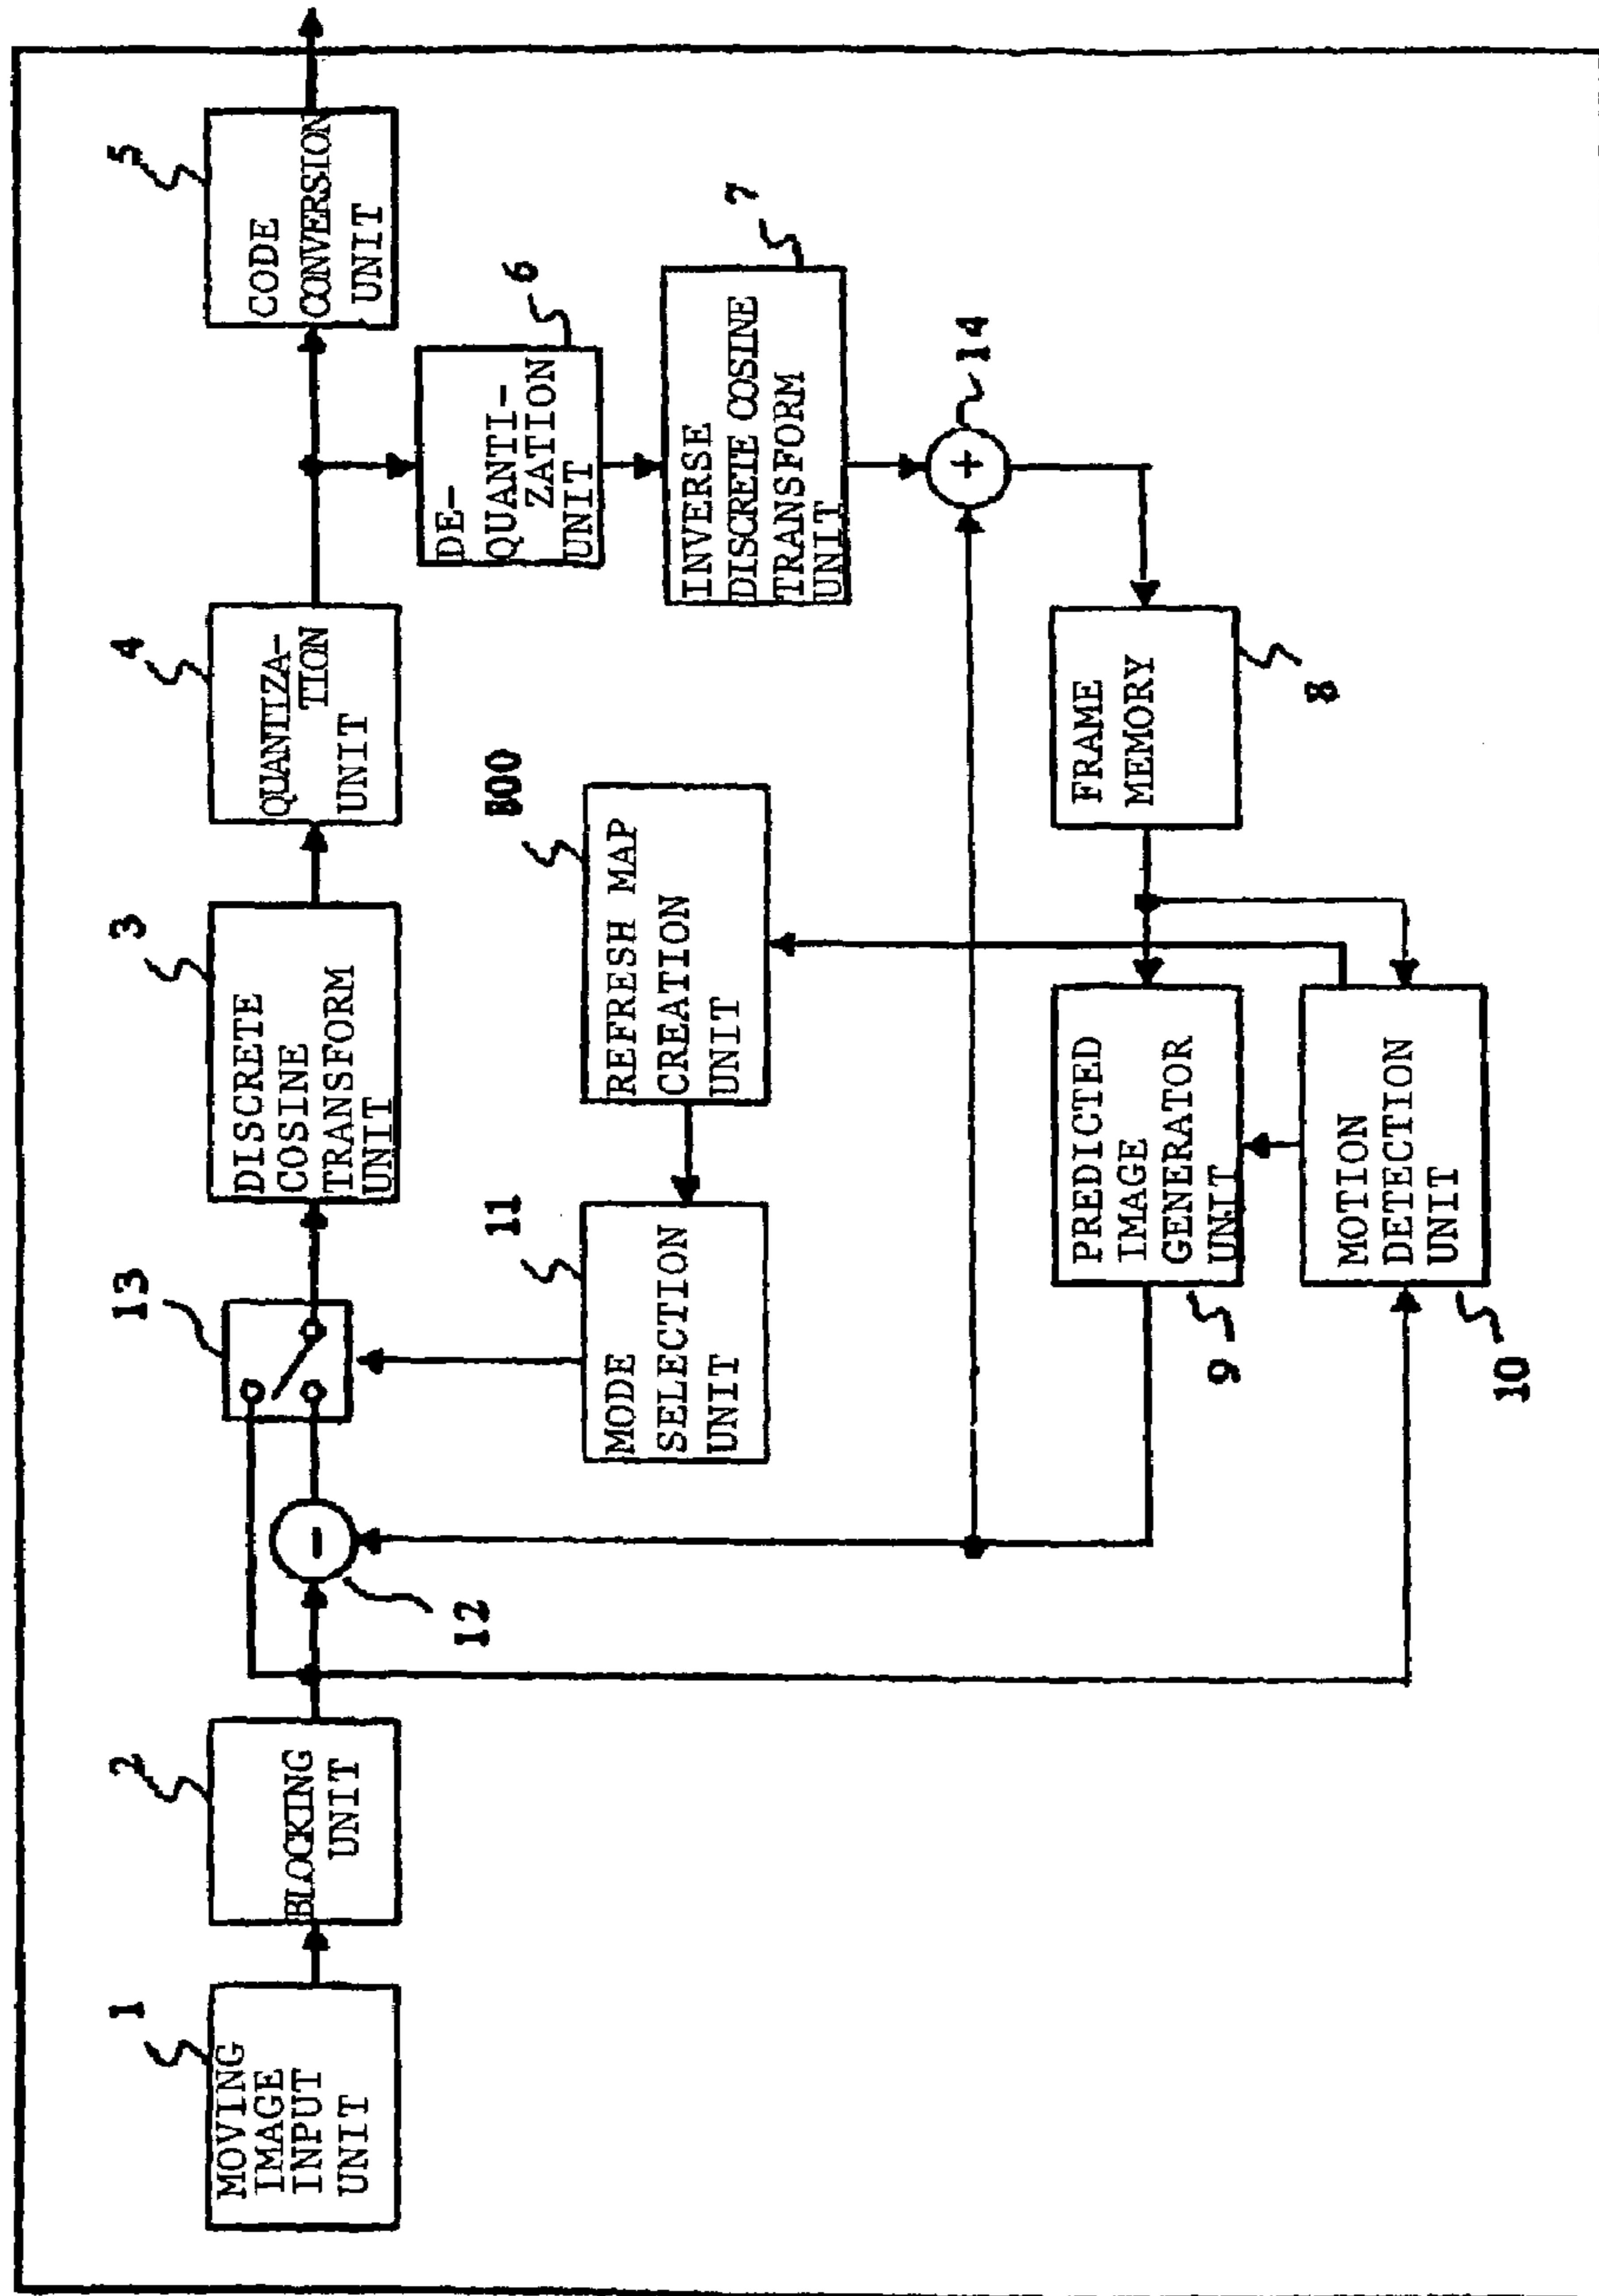 1
MOVING
IMAGE
INPUT
UNIT
2
BLOCKING
UNIT
12
-
13
3
DISCRETE
COSINE
TRANSFORM
UNIT
4
QUANTIZA-
TION
UNIT
5
CODE
CONVERSION
UNIT
11
MODE
SELECTION
UNIT
800
REFRESH MAP
CREATION
UNIT
DE-
QUANTI-
ZATION
UNIT
6
INVERSE
DISCRETE COSINE
TRANSFORM
UNIT
7
+
14
FRAME
MEMORY
8
PREDICTED
IMAGE
GENERATOR
UNIT
9
MOTION
DETECTION
UNIT
10